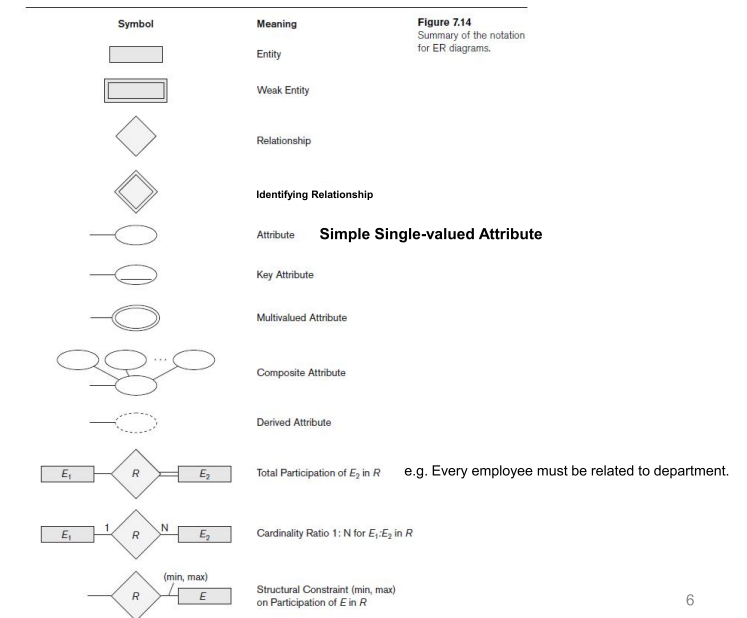 Symbol Meaning Figure 7.14
Summary of the notation
for ER diagrams.
Entity
Weak Entity
Relationship
Identifying Relationship
Attribute Simple Single-valued Attribute
Key Attribute
Multivalued Attribute
...
Composite Attribute
Derived Attribute
E1 R E2 Total Participation of E2 in R e.g. Every employee must be related to department.
E1 1 R N E2 Cardinality Ratio 1: N for E1:E2 in R
(min, max)
R E Structural Constraint (min, max)
on Participation of E in R
6